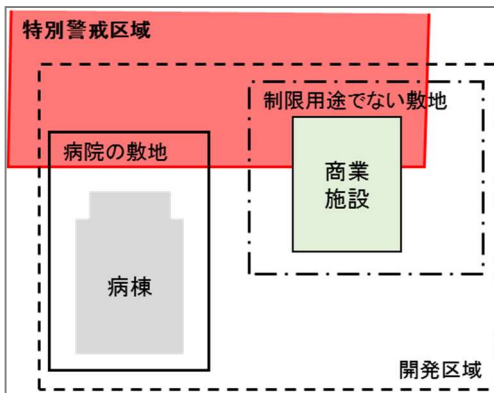 特別警戒区域
制限用途でない敷地
病院の敷地
商業
施設
病棟
開発区域